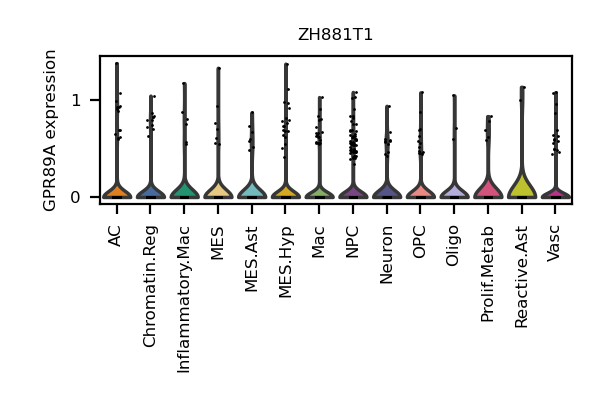 ZH881T1
GPR89A expression
1
0
AC
Chromatin.Reg
Inflammatory.Mac
MES
MES.Ast
MES.Hyp
Mac
NPC
Neuron
OPC
Oligo
Prolif.Metab
Reactive.Ast
Vasc